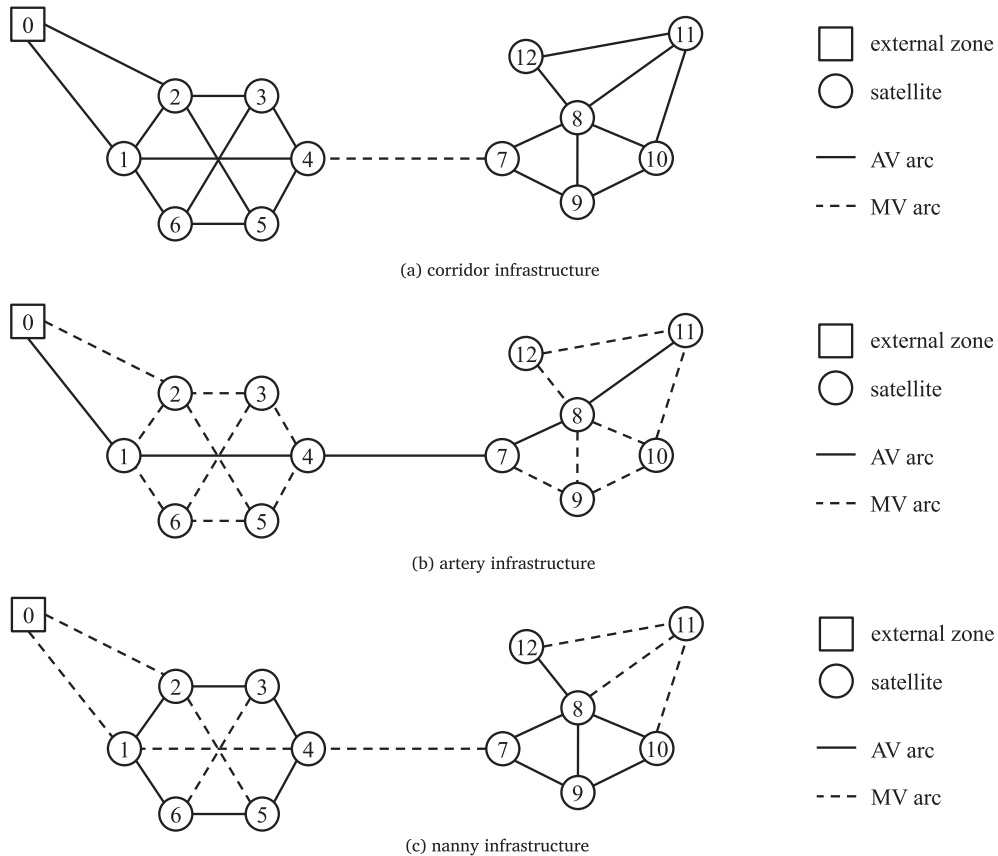 0
11
external zone
12
satellite
2
3
8
1
4
7
10
AV arc
9
MV arc
6
5
(a) corridor infrastructure
0
11
external zone
12
satellite
2
3
8
1
4
7
10
AV arc
9
MV arc
6
5
(b) artery infrastructure
0
11
external zone
12
satellite
2
3
8
1
4
7
10
AV arc
9
MV arc
6
5
(c) nanny infrastructure